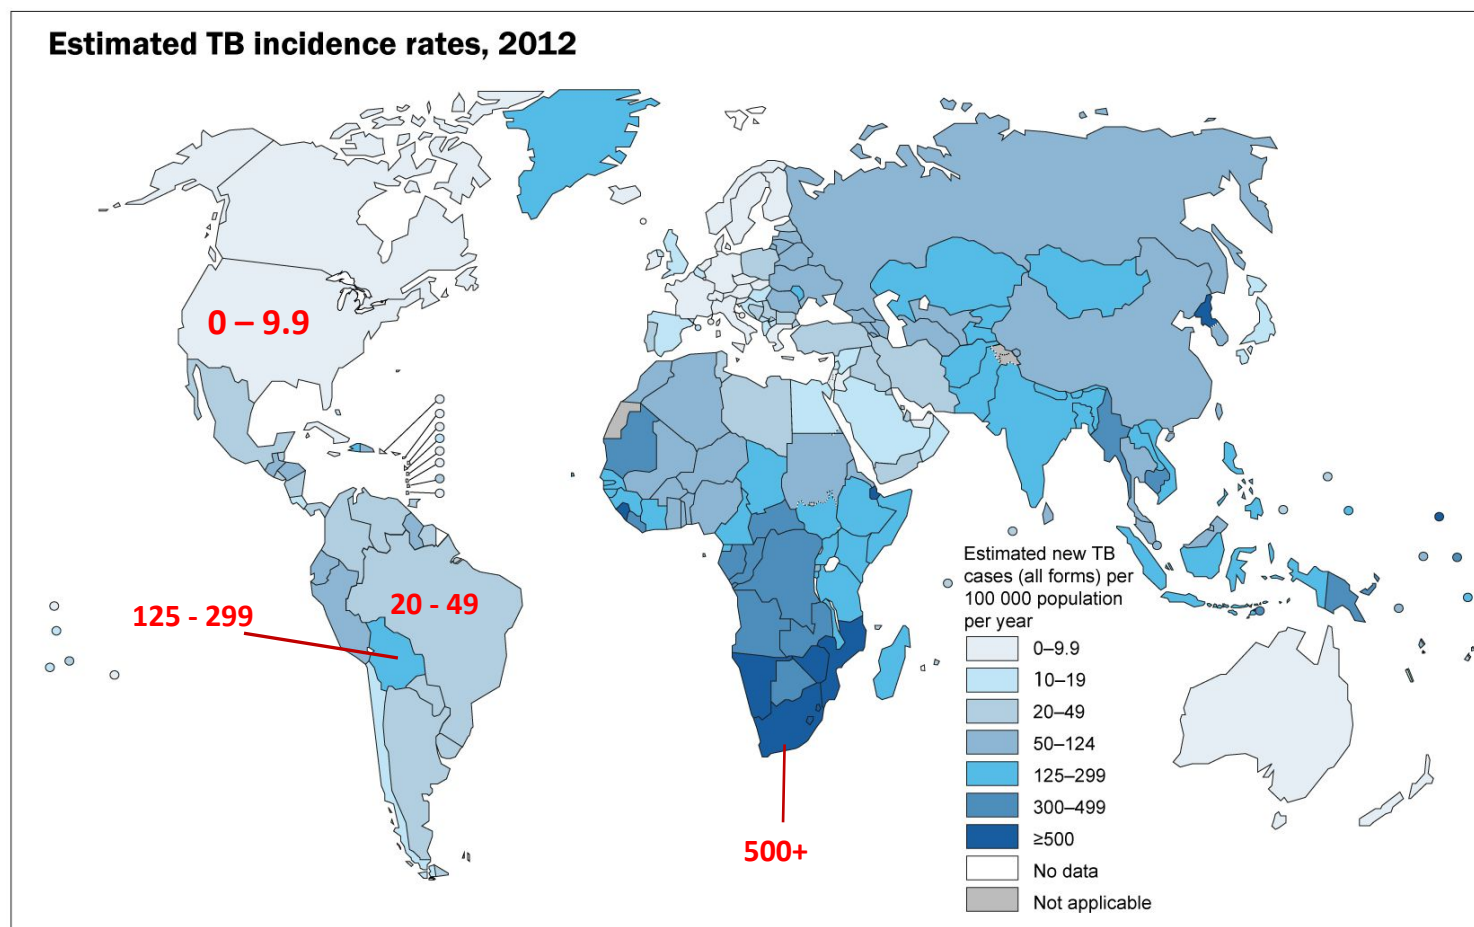 Estimated TB incidence rates, 2012
0 – 9.9
125 - 299
20 - 49
500+
Estimated new TB
cases (all forms) per
100 000 population
per year
0–9.9
10–19
20–49
50–124
125–299
300–499
≥500
No data
Not applicable